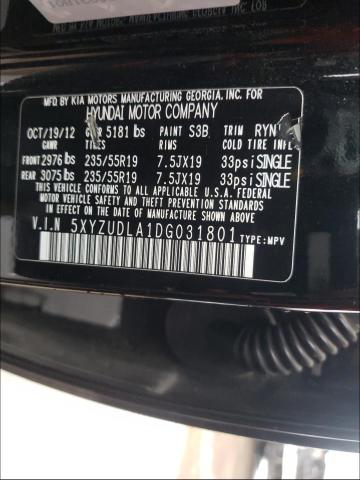 MFD. BY KIA MOTORS MANUFACTURING GEORGIA, INC. FOR
HYUNDAI MOTOR COMPANY
OCT/19/12 R 5181 lbs PAINT S3B TRIM RYN
GAWR TIRES RIMS COLD TIRE INF.
FRONT 2976 lbs 235/55R19 7.5JX19 33psi SINGLE
REAR 3075 lbs 235/55R19 7.5JX19 33psi SINGLE
THIS VEHICLE CONFORMS TO ALL APPLICABLE U.S.A. FEDERAL
MOTOR VEHICLE SAFETY, BUMPER, AND THEFT
PREVENTION STANDARDS IN EFFECT ON THE DATE OF
MANUFACTURE SHOWN ABOVE.
V.I.N 5XYZUDLA1DG031801 TYPE:MPV